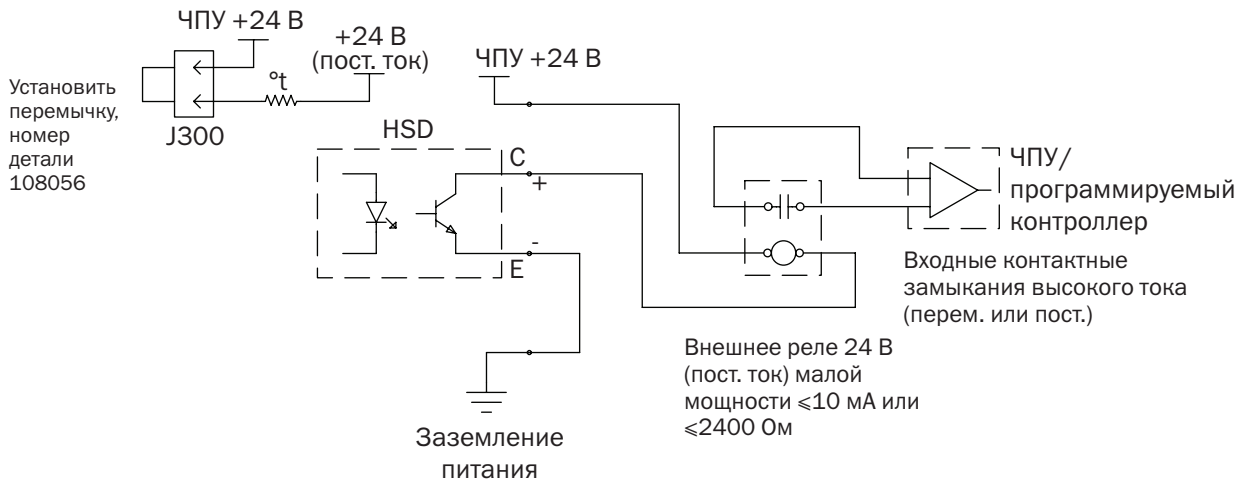 ЧПУ +24 В
+24 В
(пост. ток)
Установить
перемычку,
номер
детали
108056
°t
J300
ЧПУ +24 В
HSD
C
+
-
E
Заземление
питания
ЧПУ/
программируемый
контроллер
Входные контактные
замыкания высокого тока
(перем. или пост.)
Внешнее реле 24 В
(пост. ток) малой
мощности ⩽10 мА или
⩽2400 Ом